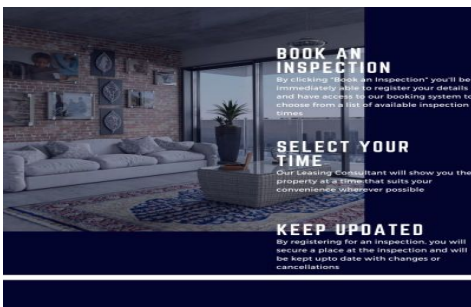 BOOK AN
INSPECTION
By clicking "Book an Inspection" you'll be
immediately able to register your details
and have access to our booking system to
choose from a list of available inspection
times
SELECT YOUR
TIME
Our Leasing Consultant will show you the
property at a time that suits your
convenience wherever possible
KEEP UPDATED
By registering for an inspection, you will
secure a place at the inspection and will
be kept upto date with changes or
cancellations